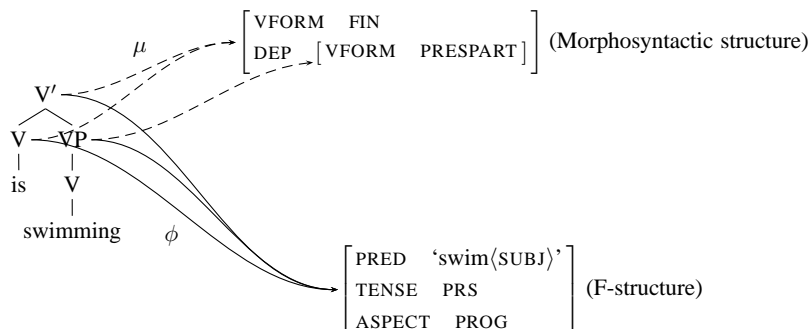 VFORM FIN
μ
DEP [VFORM PRESPART] (Morphosyntactic structure)
V′
V VP
is V
swimming
ϕ
PRED ‘swim⟨SUBJ⟩’
TENSE PRS (F-structure)
ASPECT PROG